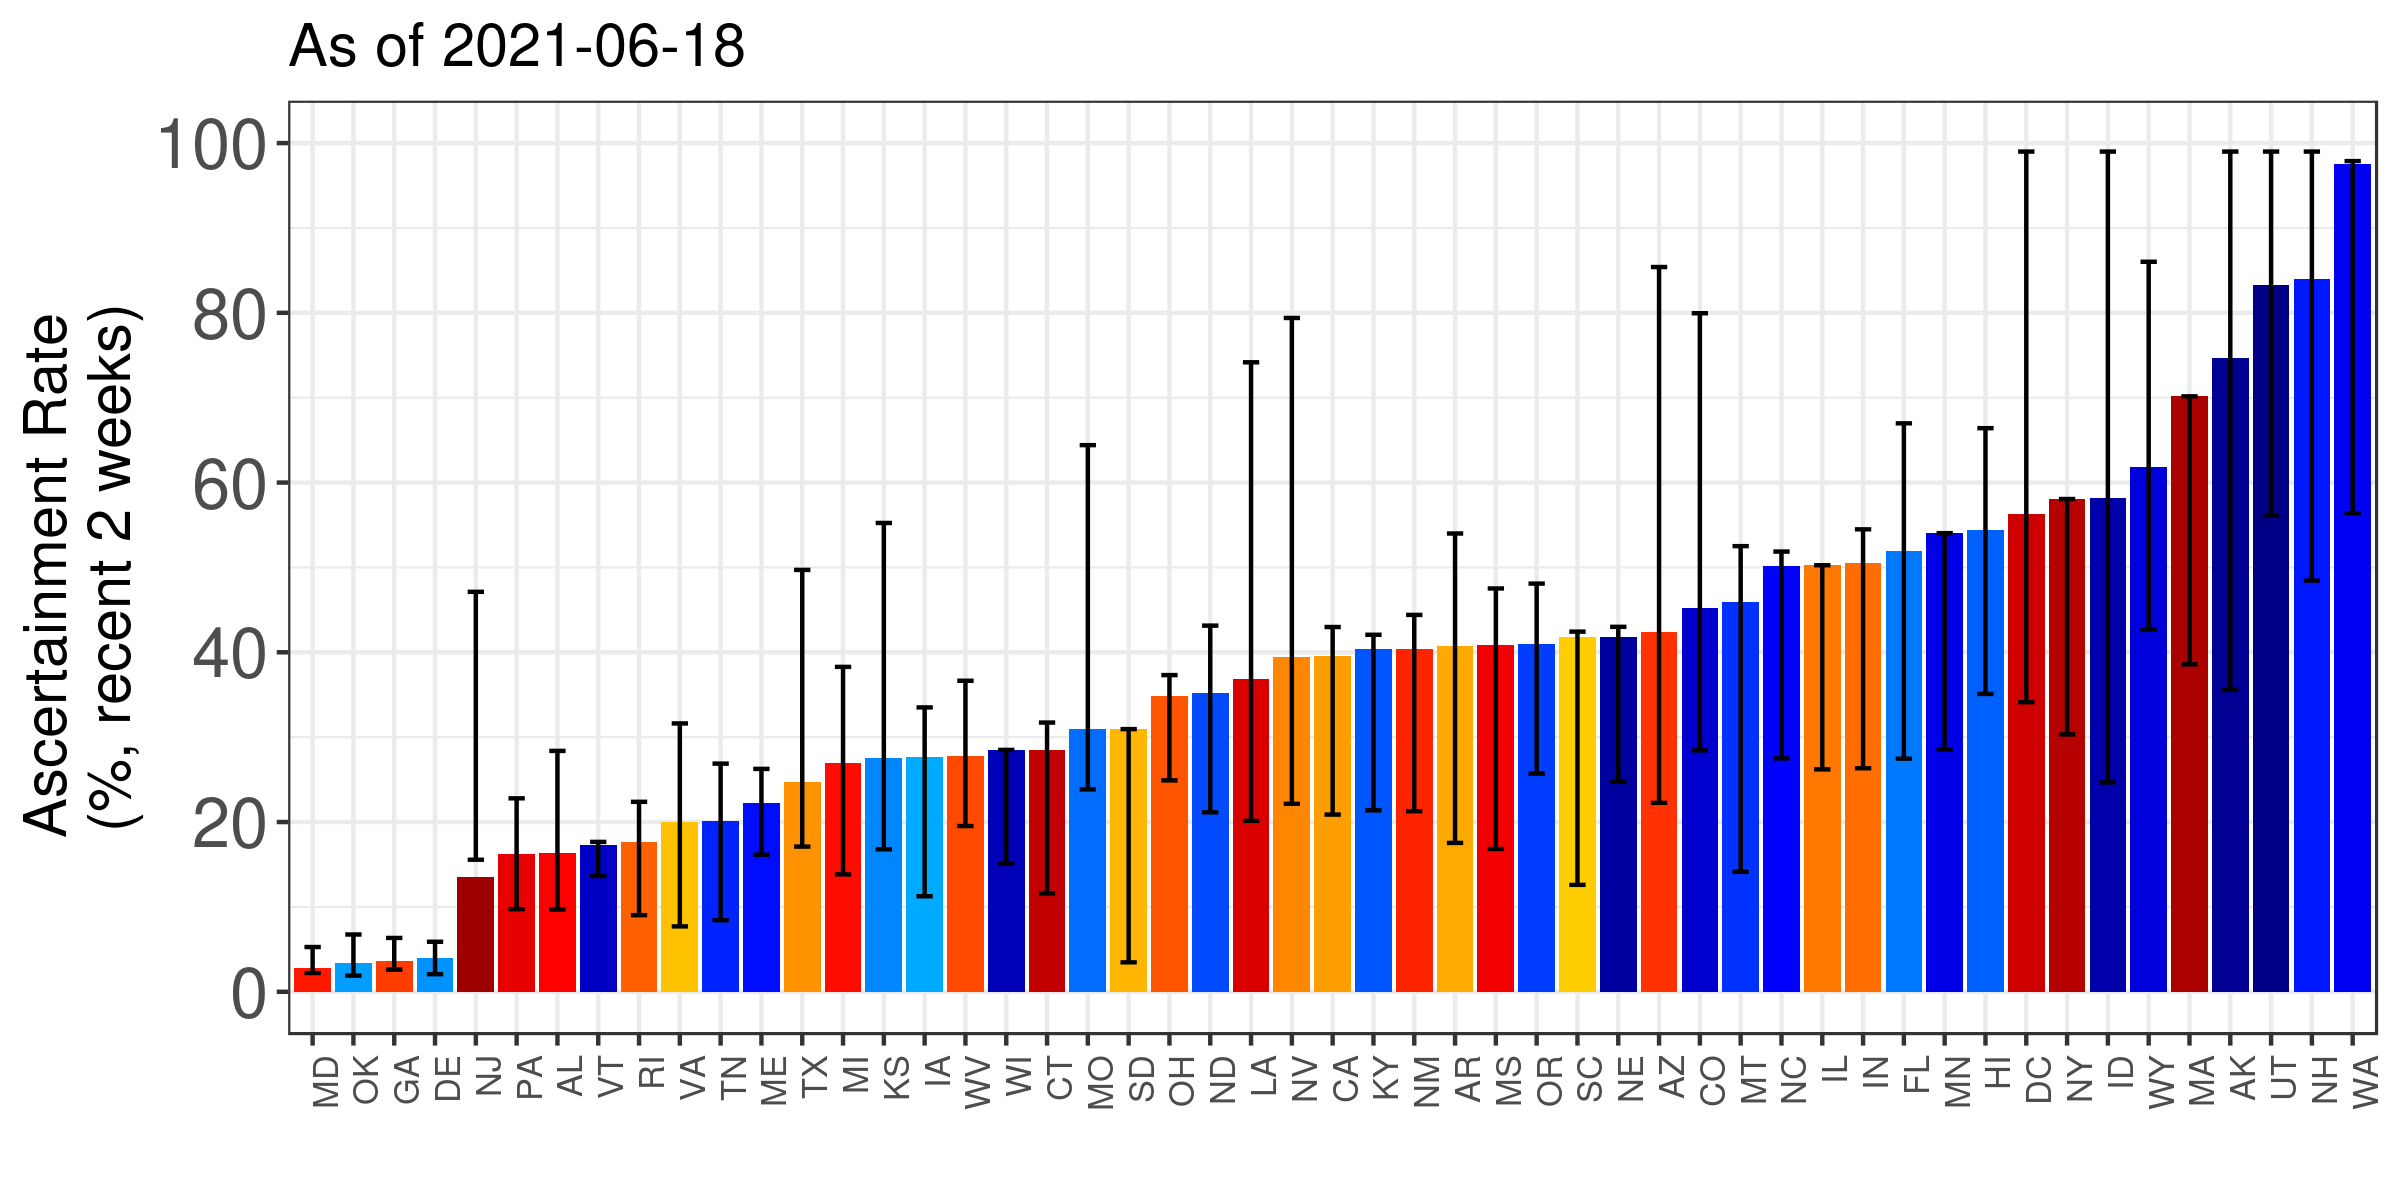 As of 2021-06-18
Ascertainment Rate
(%, recent 2 weeks)
100
80
60
40
20
0
MD OK GA DE NJ PA AL VT RI VA TN ME TX MI KS IA WV WI CT MO SD OH ND LA NV CA KY NM AR MS OR SC NE AZ CO MT NC IL IN FL MN HI DC NY ID WY MA AK UT NH WA